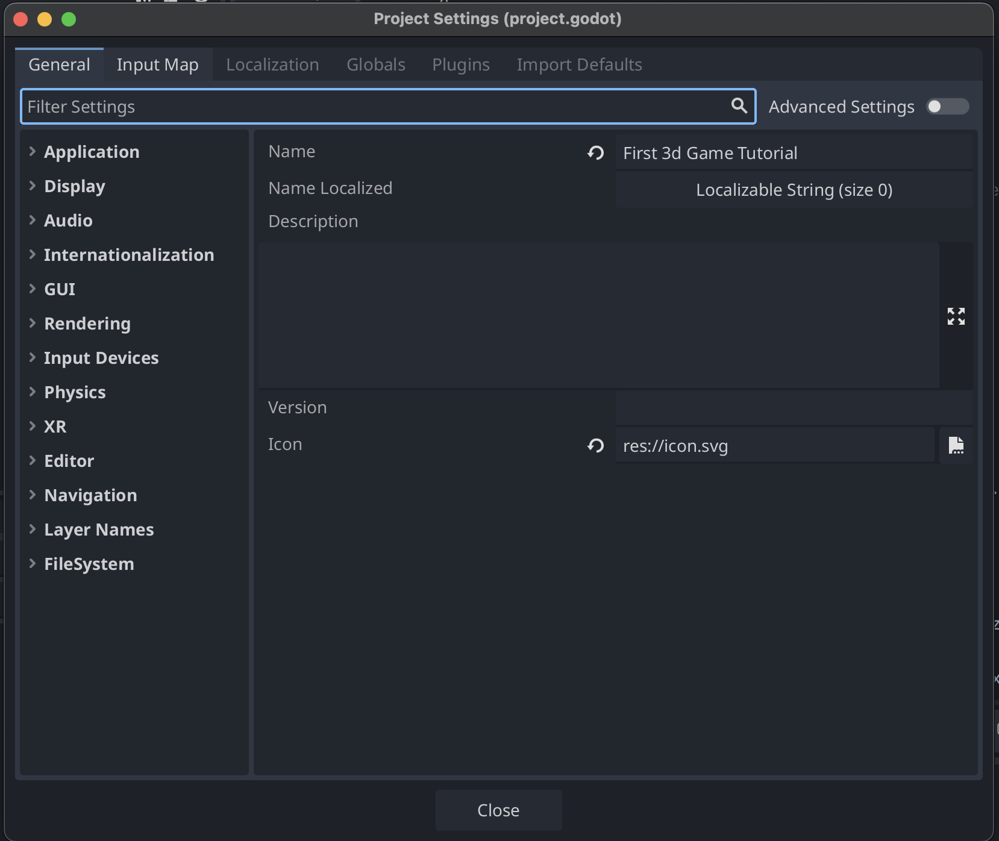 Project Settings (project.godot)
General Input Map Localization Globals Plugins Import Defaults
Filter Settings Advanced Settings
Application
Display
Audio
Internationalization
GUI
Rendering
Input Devices
Physics
XR
Editor
Navigation
Layer Names
FileSystem
Name First 3d Game Tutorial
Name Localized Localizable String (size 0)
Description
Version
Icon res://icon.svg
Close